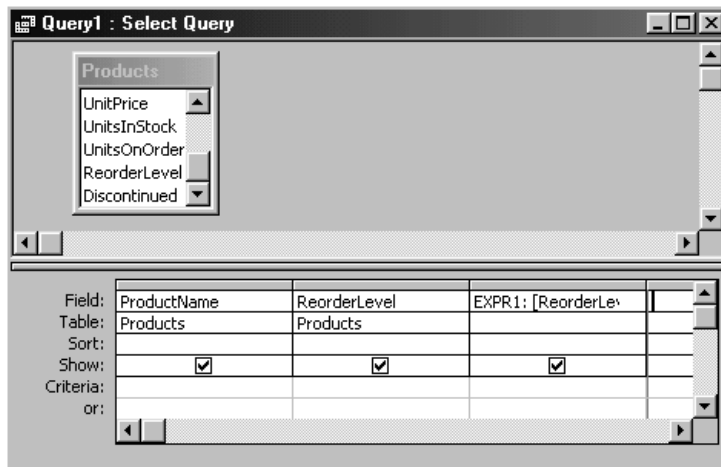 Query1 : Select Query
Products
UnitPrice
UnitsInStock
UnitsOnOrder
ReorderLevel
Discontinued
Field: ProductName ReorderLevel EXPR1: [ReorderLev
Table: Products Products
Sort:
Show:
Criteria:
or: